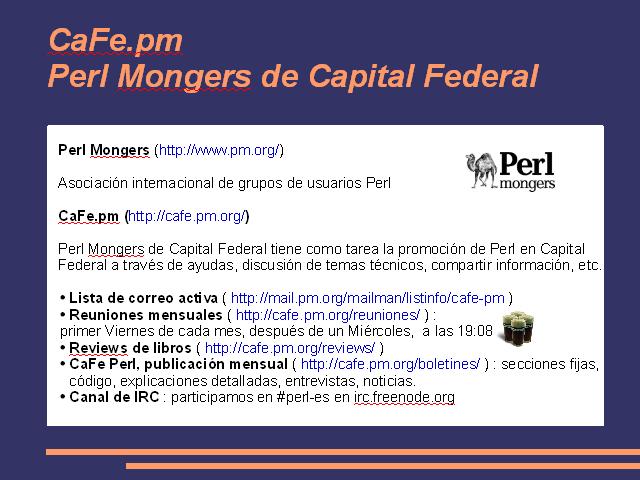 CaFe.pm
Perl Mongers de Capital Federal
Perl Mongers (http://www.pm.org/)
Perl
mongers
Asociación internacional de grupos de usuarios Perl
CaFe.pm (http://cafe.pm.org/)
Perl Mongers de Capital Federal tiene como tarea la promoción de Perl en Capital
Federal a través de ayudas, discusión de temas técnicos, compartir información, etc.
• Lista de correo activa ( http://mail.pm.org/mailman/listinfo/cafe-pm )
• Reuniones mensuales ( http://cafe.pm.org/reuniones/ ) :
primer Viernes de cada mes, después de un Miércoles,  a las 19:08
• Reviews de libros ( http://cafe.pm.org/reviews/ )
• CaFe Perl, publicación mensual ( http://cafe.pm.org/boletines/ ) : secciones fijas,
código, explicaciones detalladas, entrevistas, noticias.
• Canal de IRC : participamos en #perl-es en irc.freenode.org